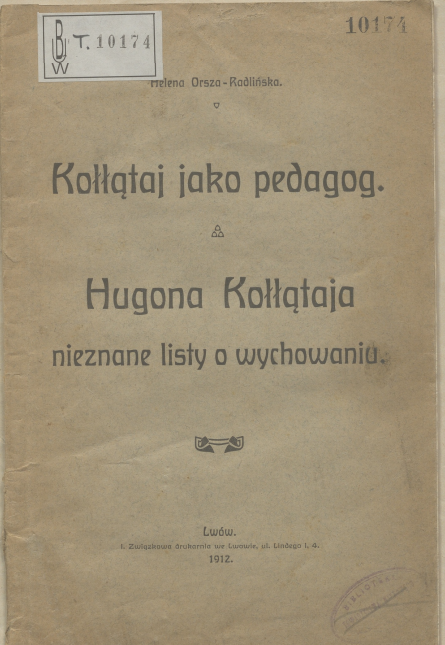 10174
BUW
T. 10174
Helena Orsza-Radlińska.
Kołłątaj jako pedagog.
Hugona Kołłątaja
nieznane listy o wychowaniu.
Lwów.
I. Związkowa drukarnia we Lwowie, ul. Lindego l. 4.
1912.